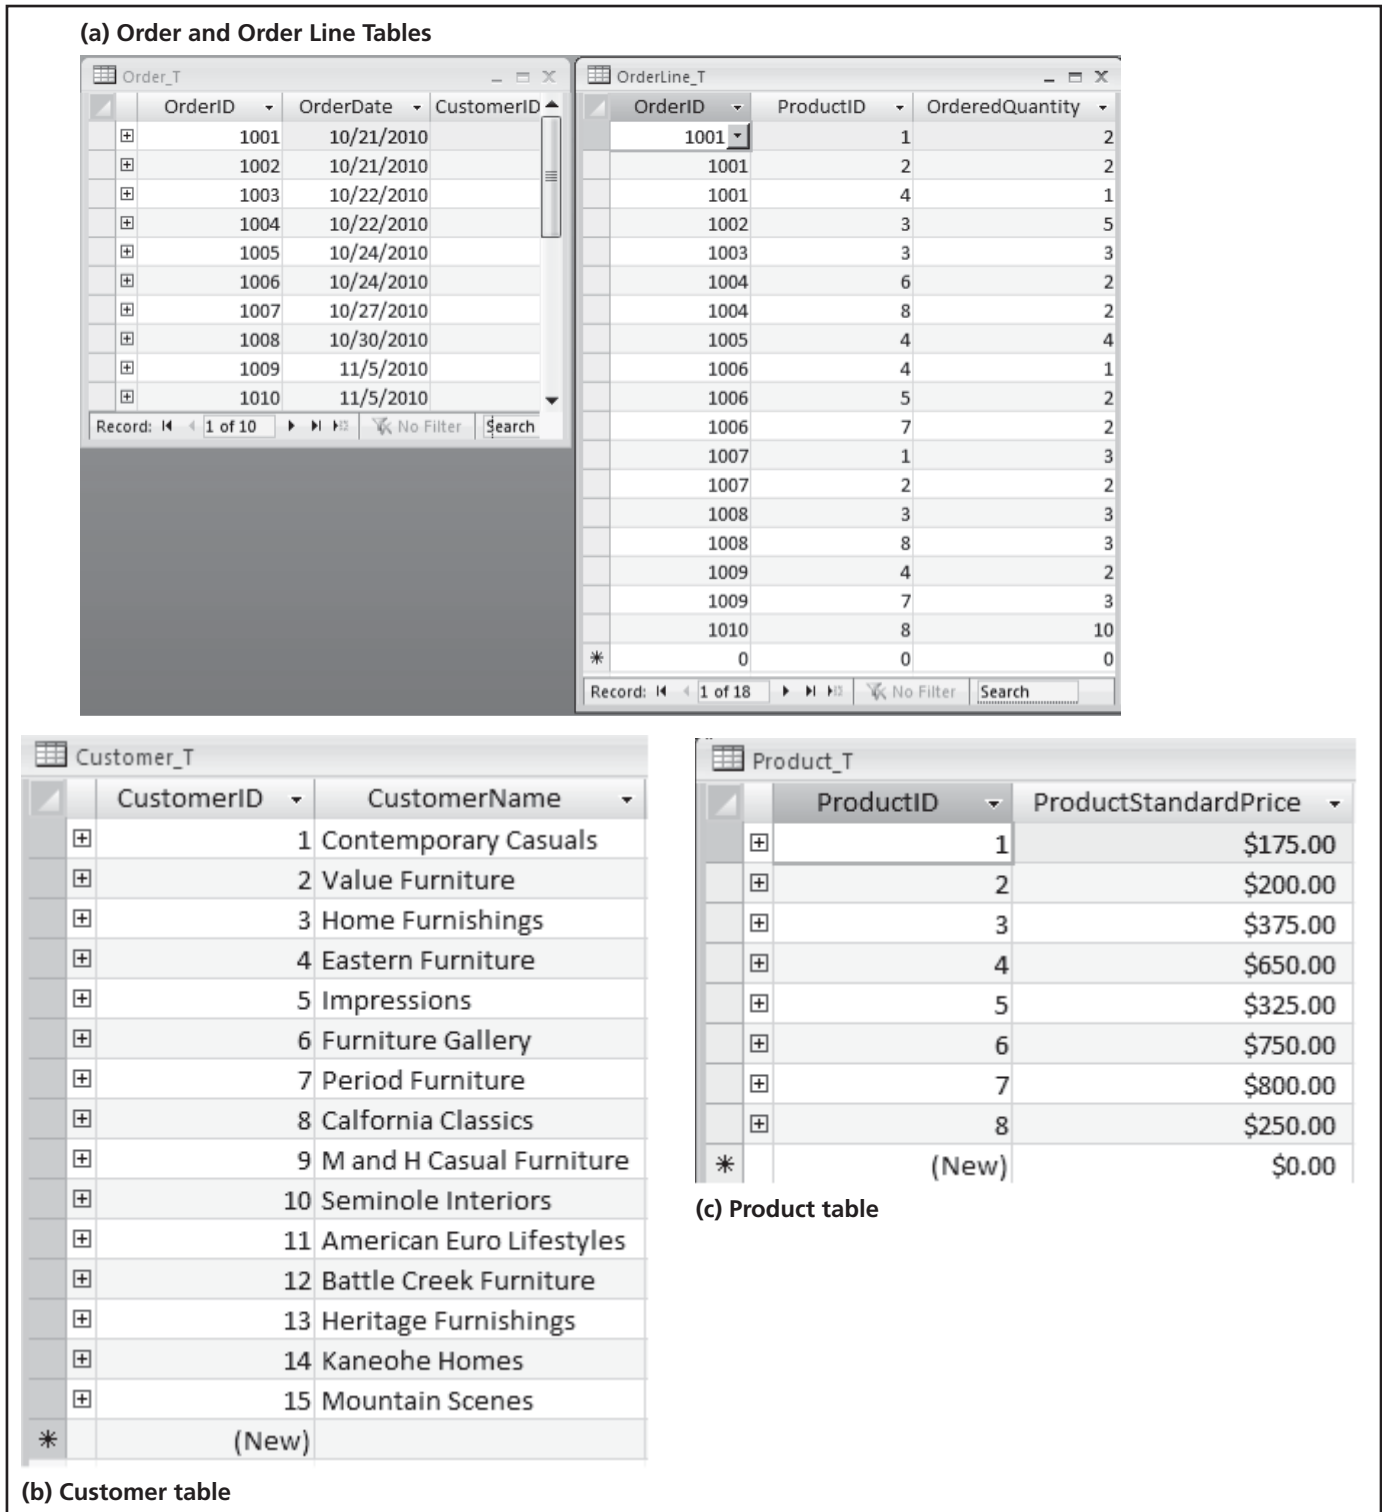 (a) Order and Order Line Tables
Order_T
OrderID OrderDate CustomerID
1001 10/21/2010
1002 10/21/2010
1003 10/22/2010
1004 10/22/2010
1005 10/24/2010
1006 10/24/2010
1007 10/27/2010
1008 10/30/2010
1009 11/5/2010
1010 11/5/2010
Record: 1 of 10 No Filter Search
OrderLine_T
OrderID ProductID OrderedQuantity
1001 1 2
1001 2 2
1001 4 1
1002 3 5
1003 3 3
1004 6 2
1004 8 2
1005 4 4
1006 4 1
1006 5 2
1006 7 2
1007 1 3
1007 2 2
1008 3 3
1008 8 3
1009 4 2
1009 7 3
1010 8 10
0 0 0
Record: 1 of 18 No Filter Search
Customer_T
CustomerID CustomerName
1 Contemporary Casuals
2 Value Furniture
3 Home Furnishings
4 Eastern Furniture
5 Impressions
6 Furniture Gallery
7 Period Furniture
8 Calfornia Classics
9 M and H Casual Furniture
10 Seminole Interiors
11 American Euro Lifestyles
12 Battle Creek Furniture
13 Heritage Furnishings
14 Kaneohe Homes
15 Mountain Scenes
(New)
(b) Customer table
Product_T
ProductID ProductStandardPrice
1 $175.00
2 $200.00
3 $375.00
4 $650.00
5 $325.00
6 $750.00
7 $800.00
8 $250.00
(New) $0.00
(c) Product table